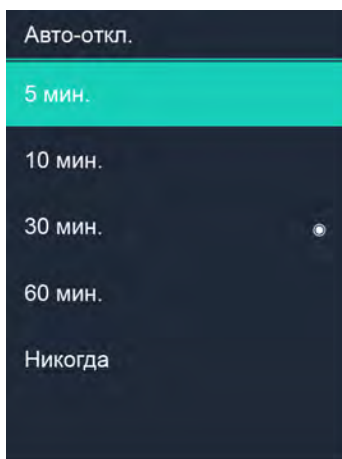 Авто-откл.
5 мин.
10 мин.
30 мин.
60 мин.
Никогда